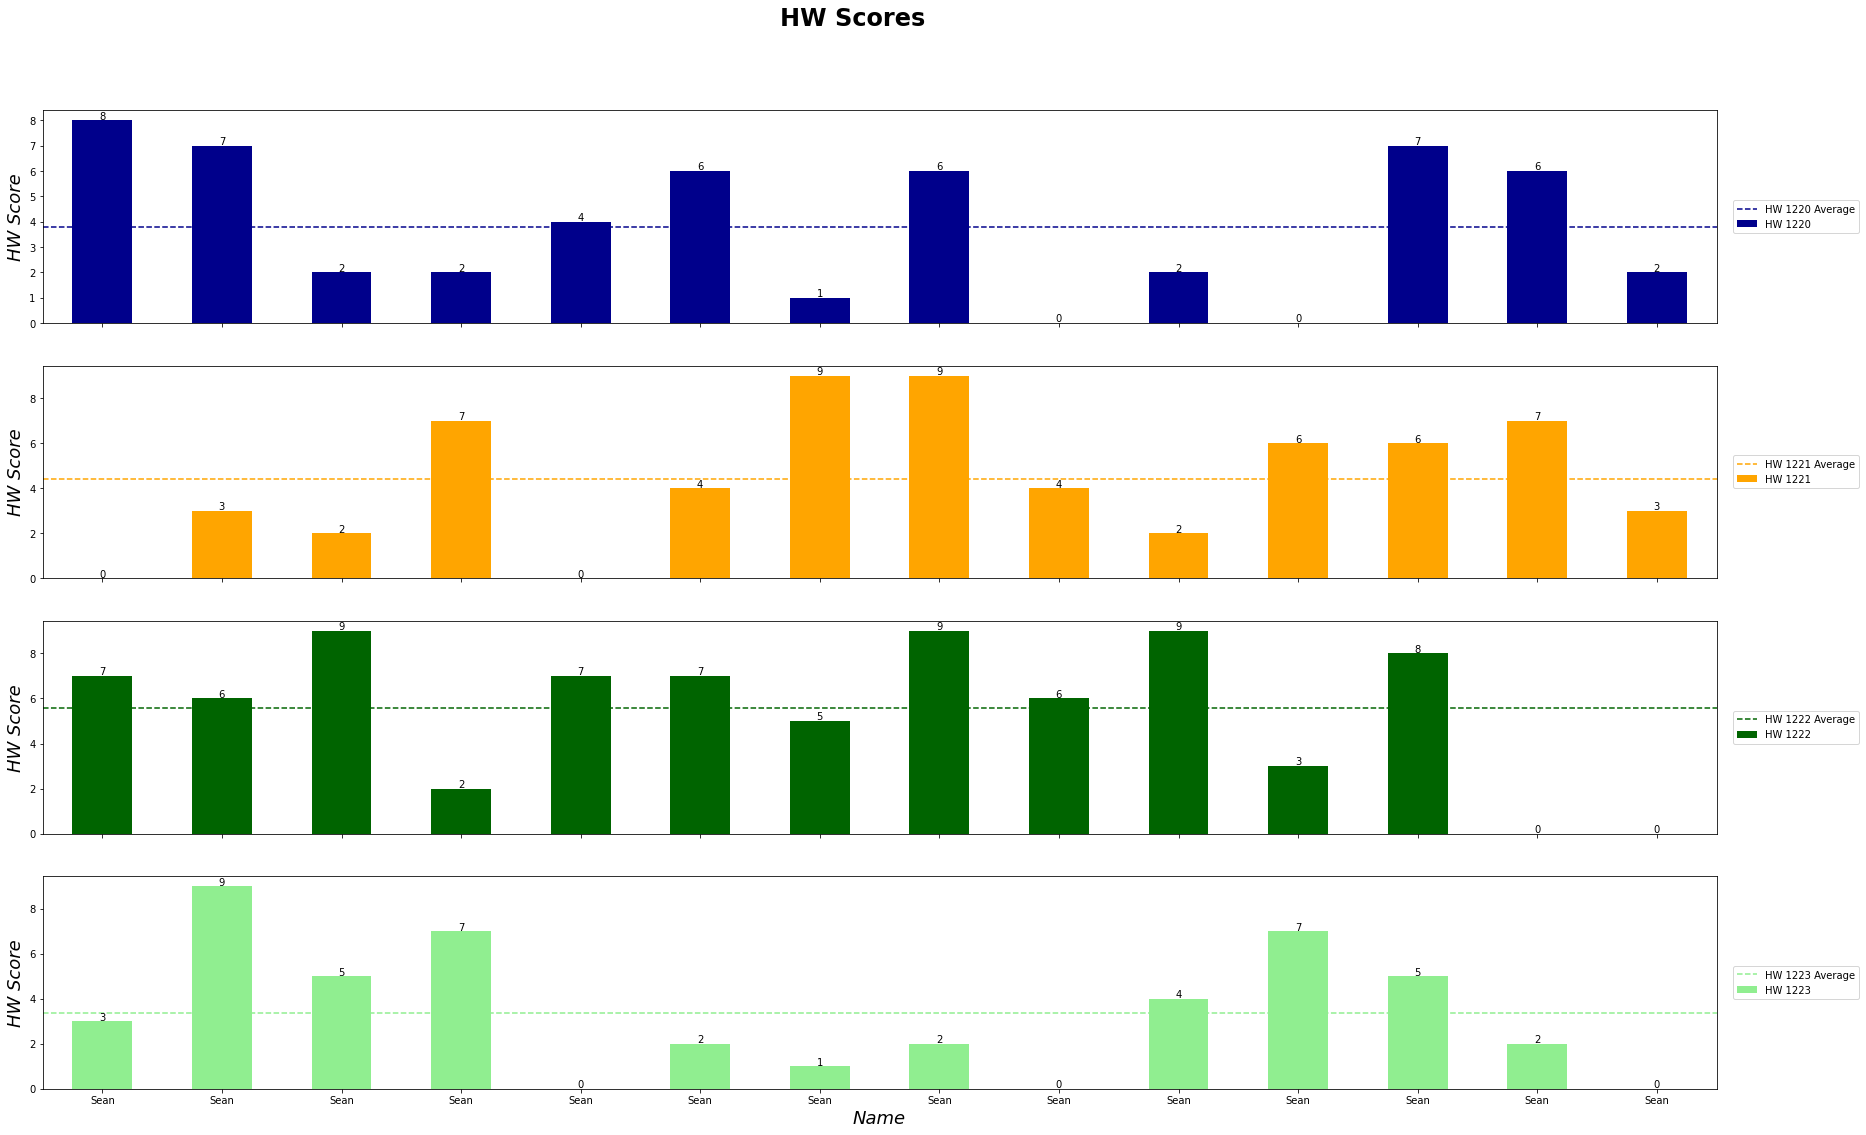 HW Scores
HW Score
8
7
6
5
4
3
2
1
0
8 7 2 2 4 6 1 6 0 2 0 7 6 2
HW 1220 Average
HW 1220
HW Score
8
6
4
2
0
0 3 2 7 0 4 9 9 4 2 6 6 7 3
HW 1221 Average
HW 1221
HW Score
8
6
4
2
0
7 6 9 2 7 7 5 9 6 9 3 8 0 0
HW 1222 Average
HW 1222
HW Score
8
6
4
2
0
3 9 5 7 0 2 1 2 0 4 7 5 2 0
HW 1223 Average
HW 1223
Sean Sean Sean Sean Sean Sean Sean Sean Sean Sean Sean Sean Sean Sean
Name